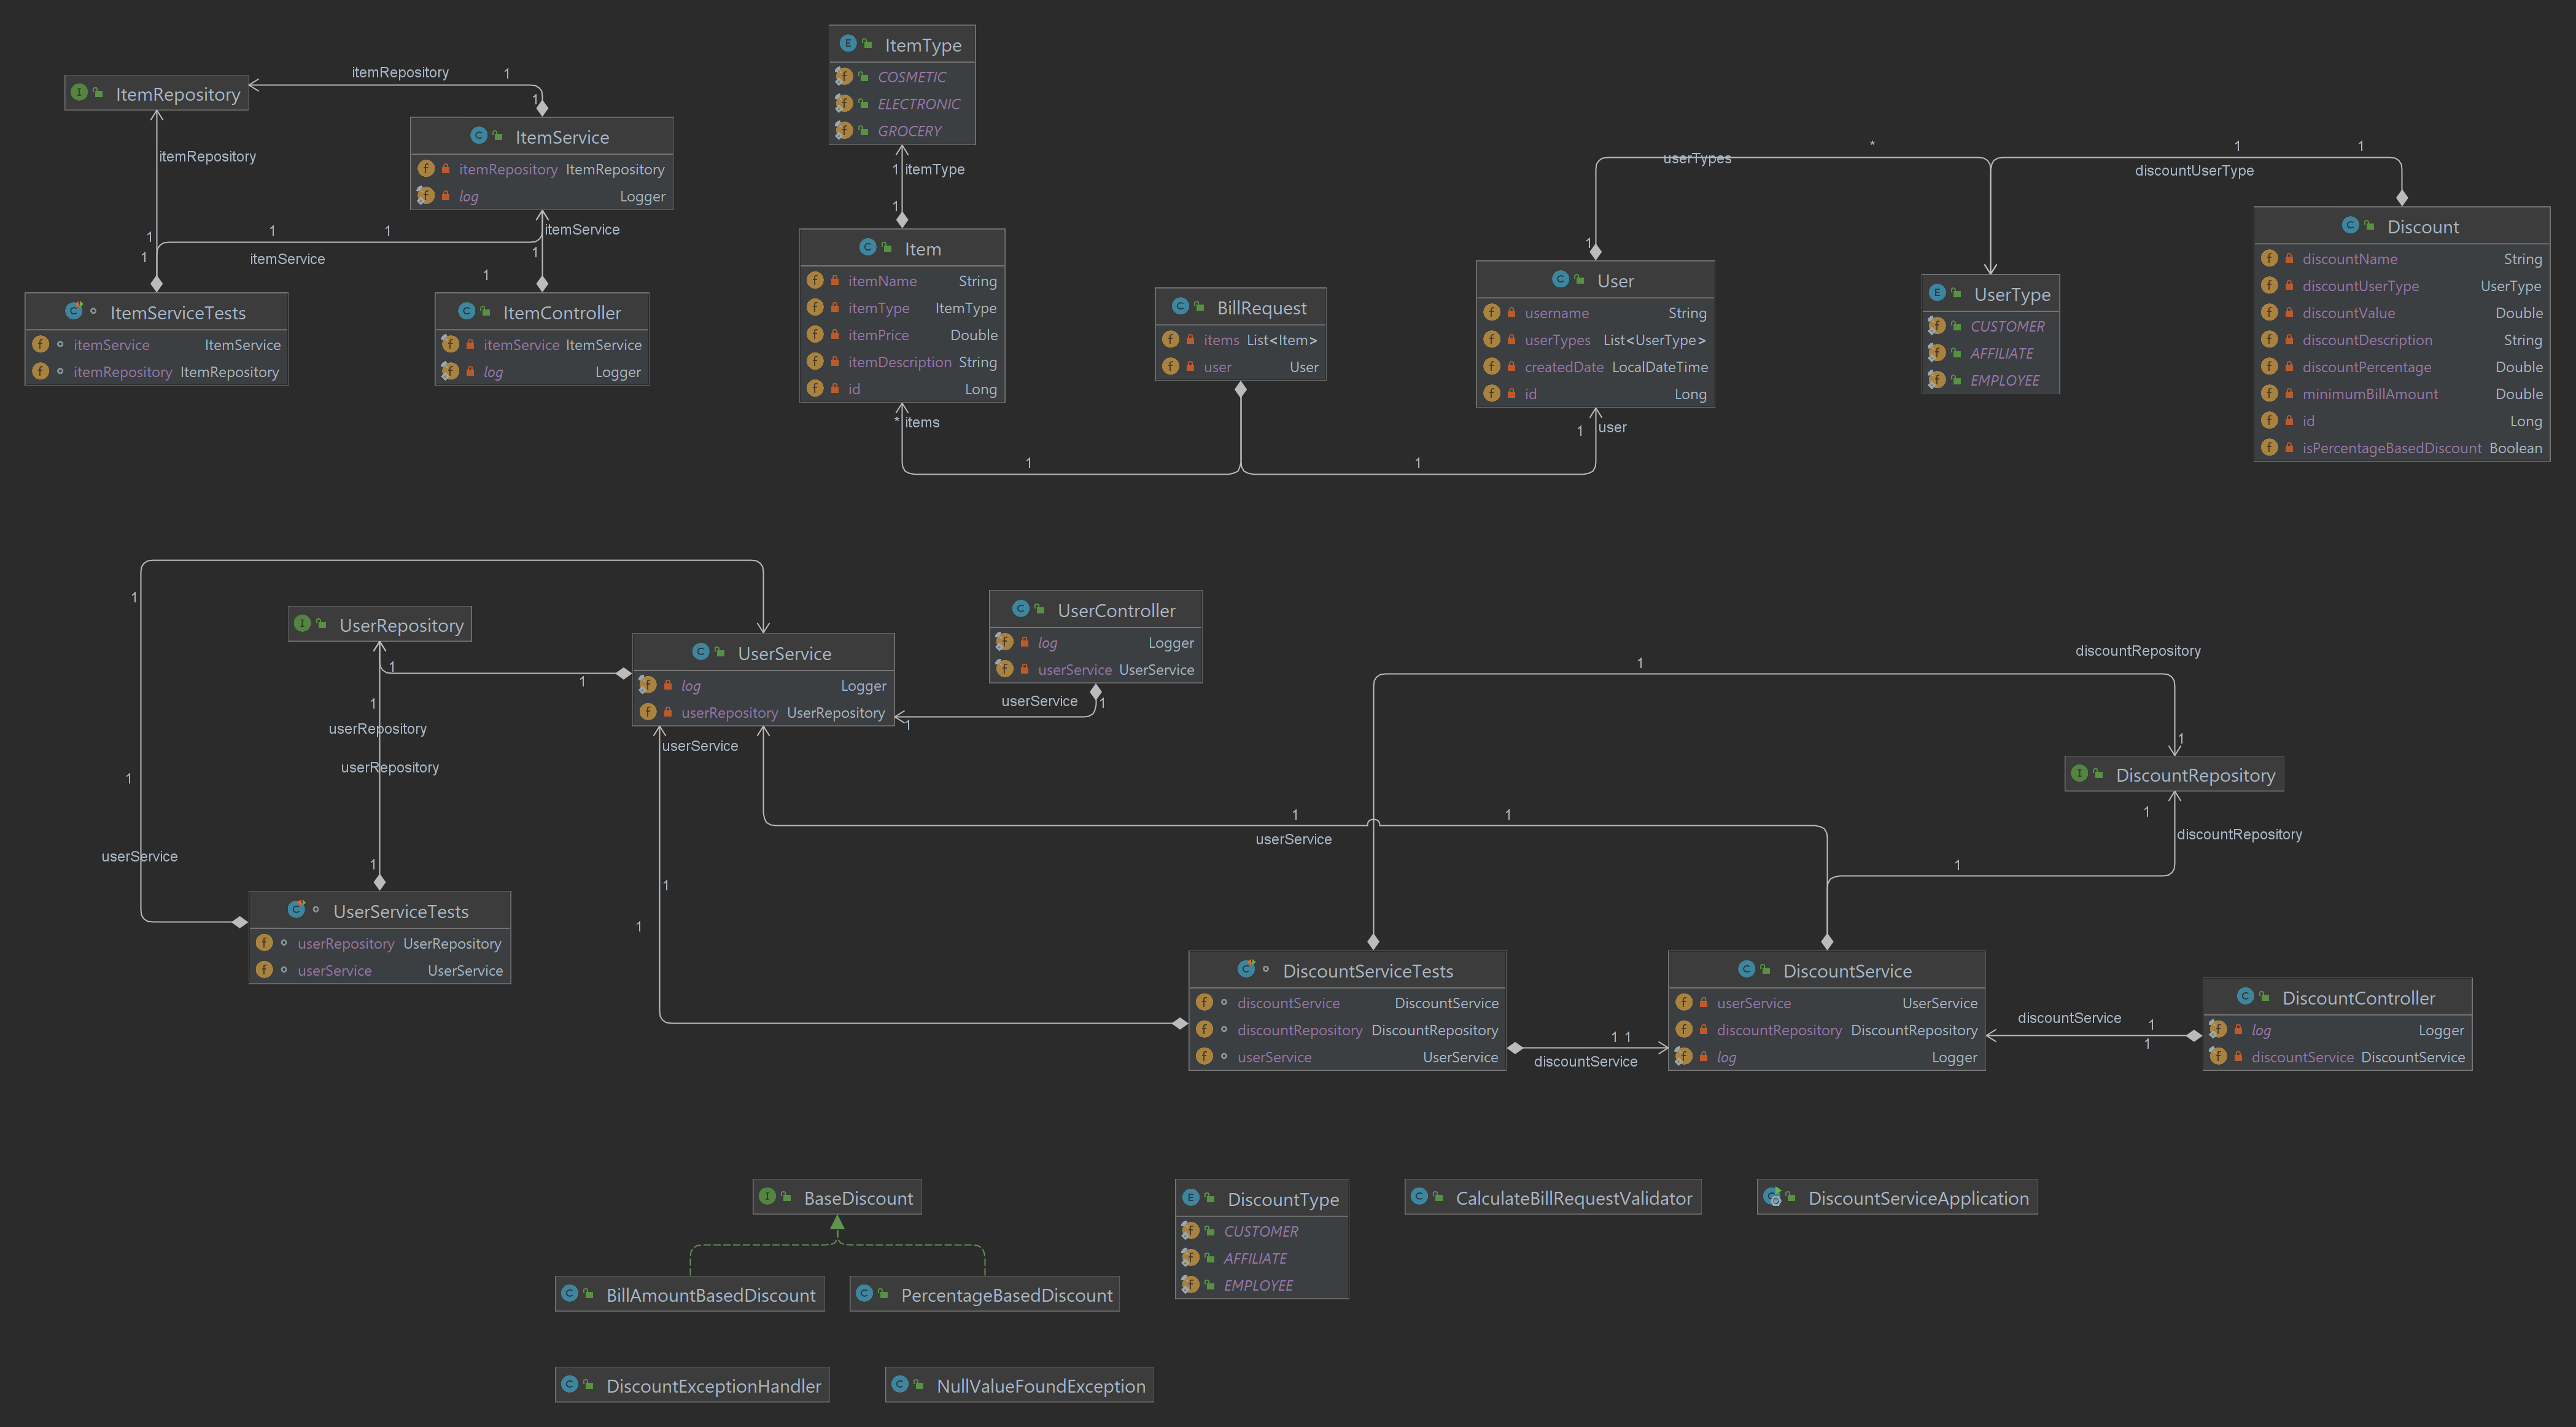 ItemType
COSMETIC
ELECTRONIC
GROCERY
itemRepository 1
ItemRepository
1
ItemService
itemRepository ItemRepository
log Logger
itemRepository
1
1
1 1
itemService
1
itemService
1
1
ItemServiceTests
itemService ItemService
itemRepository ItemRepository
ItemController
itemService ItemService
log Logger
1 itemType
1
Item
itemName String
itemType ItemType
itemPrice Double
itemDescription String
id Long
* items
1
BillRequest
items List<Item>
user User
1
1 user
userTypes *
1
User
username String
userTypes List<UserType>
createdDate LocalDateTime
id Long
UserType
CUSTOMER
AFFILIATE
EMPLOYEE
1 1
discountUserType
Discount
discountName String
discountUserType UserType
discountValue Double
discountDescription String
discountPercentage Double
minimumBillAmount Double
id Long
isPercentageBasedDiscount Boolean
1
UserRepository
1
1
1
userRepository
userRepository
1
1
userService
UserServiceTests
userRepository UserRepository
userService UserService
UserService
log Logger
userRepository UserRepository
UserController
log Logger
userService UserService
userService 1
1
userService
1
1
1 1
userService
1
discountRepository
1
DiscountRepository
1
discountRepository
1
DiscountServiceTests
discountService DiscountService
discountRepository DiscountRepository
userService UserService
1 1
discountService
DiscountService
userService UserService
discountRepository DiscountRepository
log Logger
discountService 1
1
DiscountController
log Logger
discountService DiscountService
BaseDiscount
BillAmountBasedDiscount
PercentageBasedDiscount
DiscountType
CUSTOMER
AFFILIATE
EMPLOYEE
CalculateBillRequestValidator
DiscountServiceApplication
DiscountExceptionHandler
NullValueFoundException